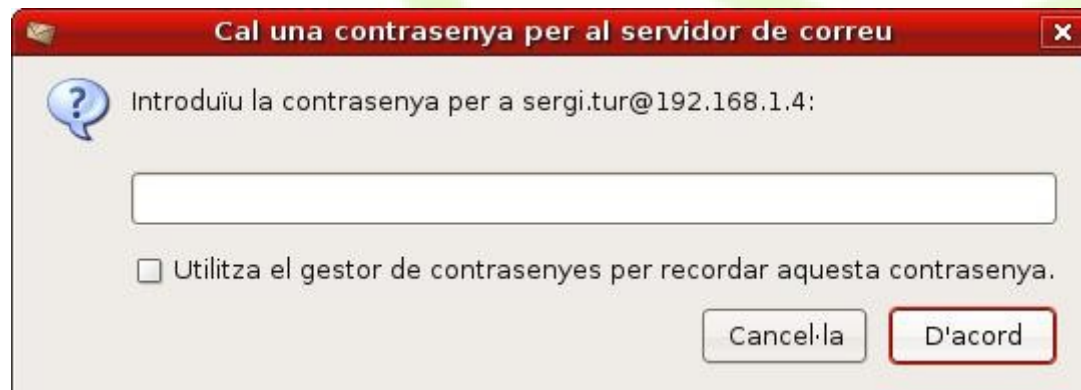 Cal una contrasenya per al servidor de correu
Introduïu la contrasenya per a sergi.tur@192.168.1.4:
Utilitza el gestor de contrasenyes per recordar aquesta contrasenya.
Cancel·la
D'acord